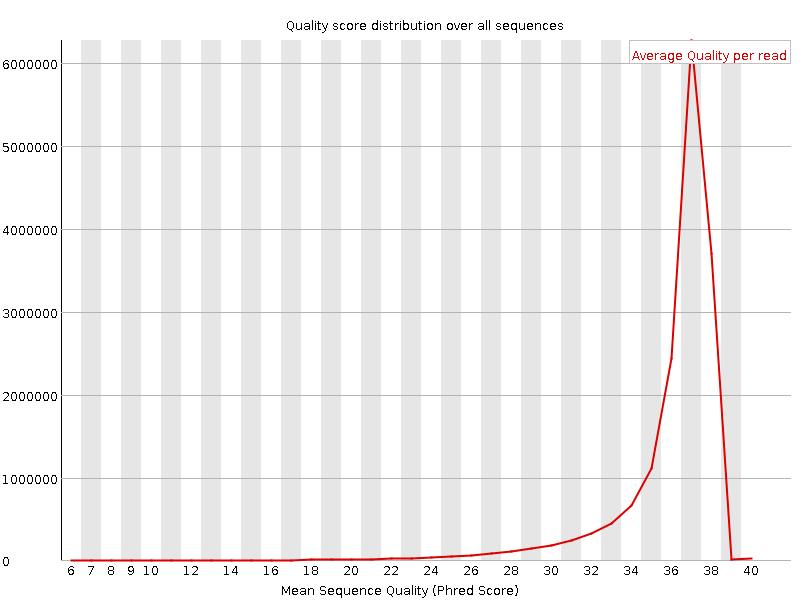 Quality score distribution over all sequences
Average Quality per read
6000000
5000000
4000000
3000000
2000000
1000000
0
6 7 8 9 10 12 14 16 18 20 22 24 26 28 30 32 34 36 38 40
Mean Sequence Quality (Phred Score)